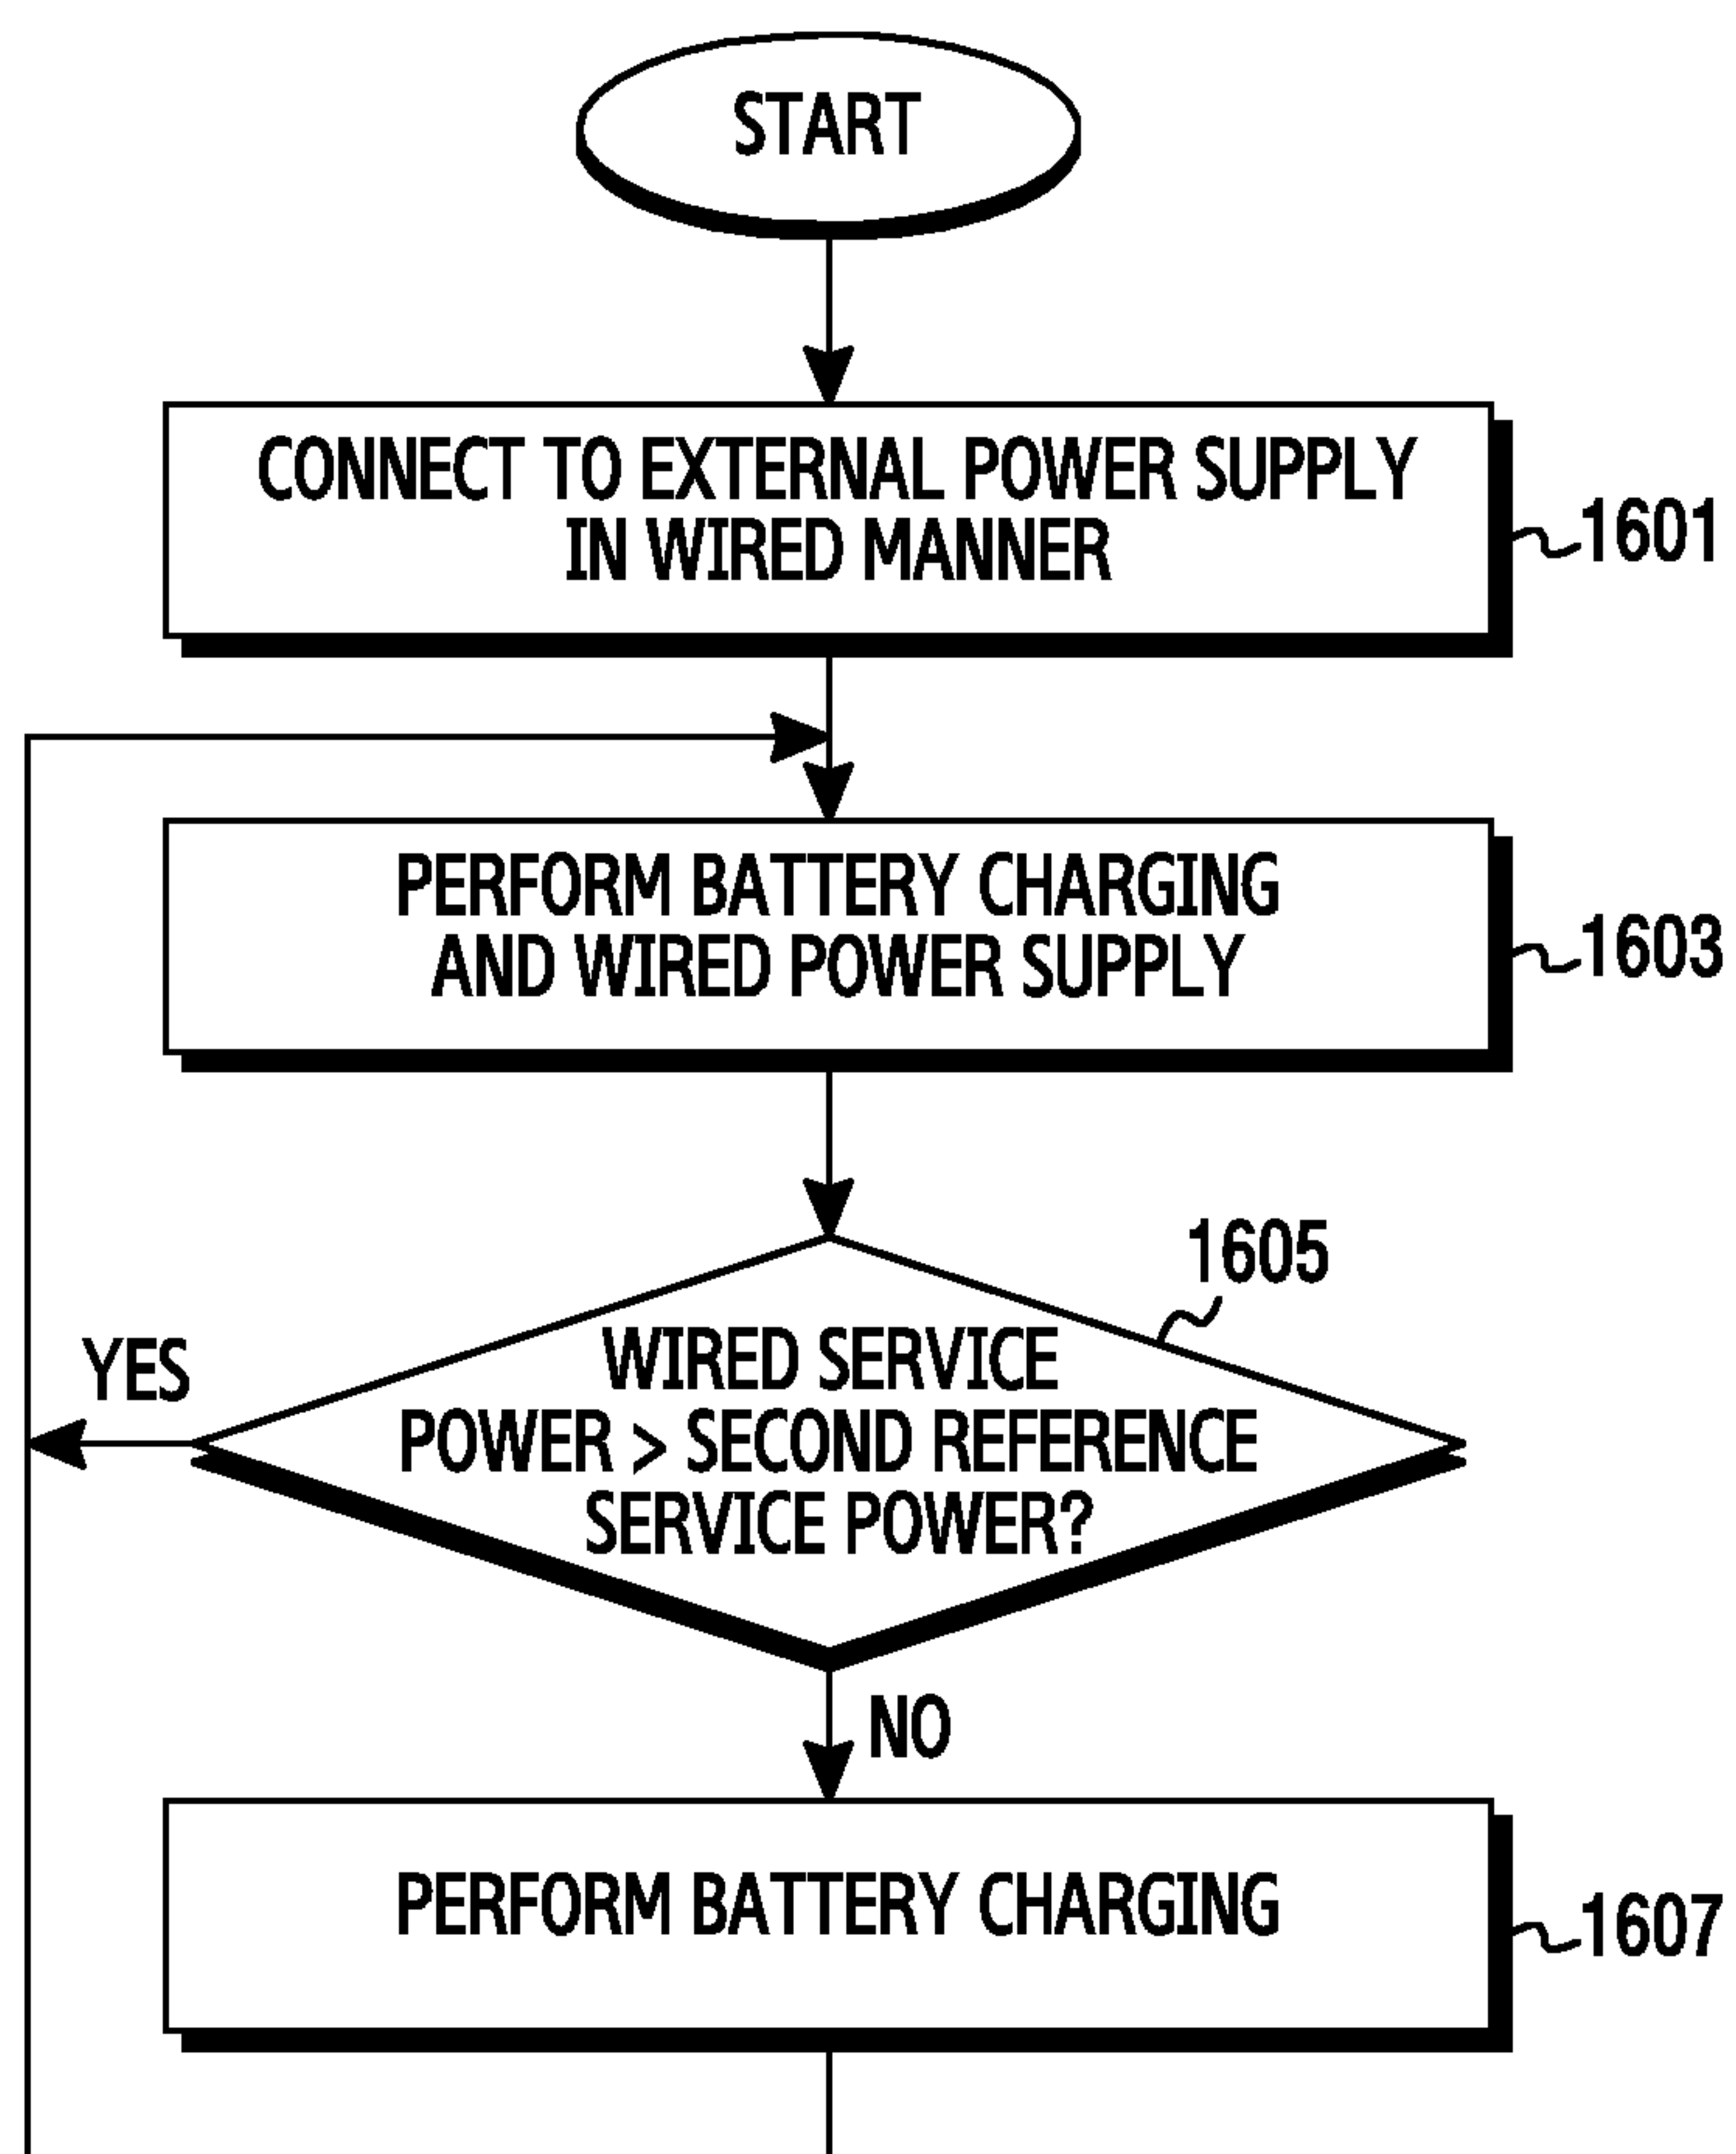 START
CONNECT TO EXTERNAL POWER SUPPLY
IN WIRED MANNER
1601
PERFORM BATTERY CHARGING
AND WIRED POWER SUPPLY
1603
1605
WIRED SERVICE
POWER > SECOND REFERENCE
SERVICE POWER?
YES
NO
PERFORM BATTERY CHARGING
1607